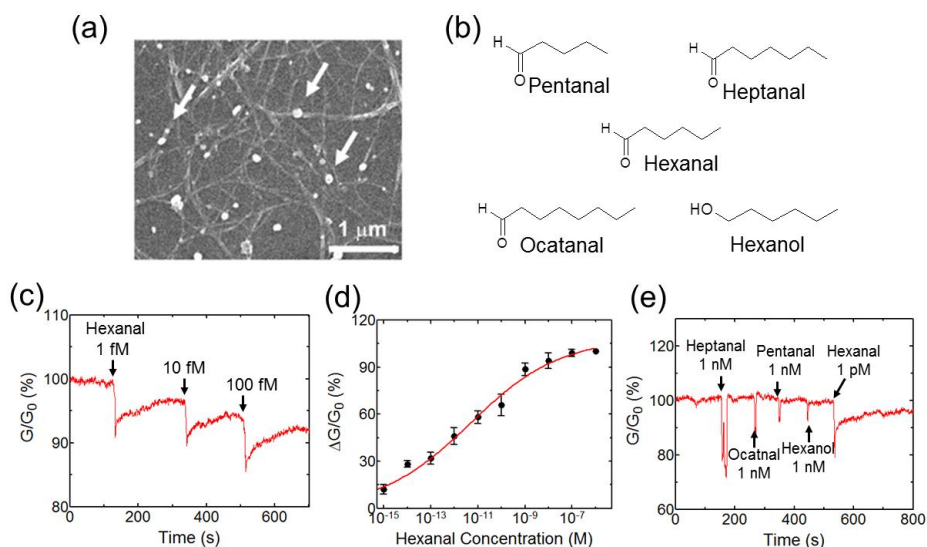 (a)
1 μm
(b)
H
O
Pentanal
H
O
Heptanal
H
O
Hexanal
H
O
Ocatanal
HO
Hexanol
(c)
110
105
100
95
90
80
G/G0 (%)
Hexanal
1 fM
10 fM
100 fM
0 200 400 600
Time (s)
(d)
120
90
60
30
0
ΔG/G0 (%)
10-15 10-13 10-11 10-9 10-7
Hexanal Concentration (M)
(e)
120
100
80
60
G/G0 (%)
Heptanal
1 nM
Pentanal
1 nM
Hexanal
1 pM
Ocatnal
1 nM
Hexanol
1 nM
0 200 400 600 800
Time (s)